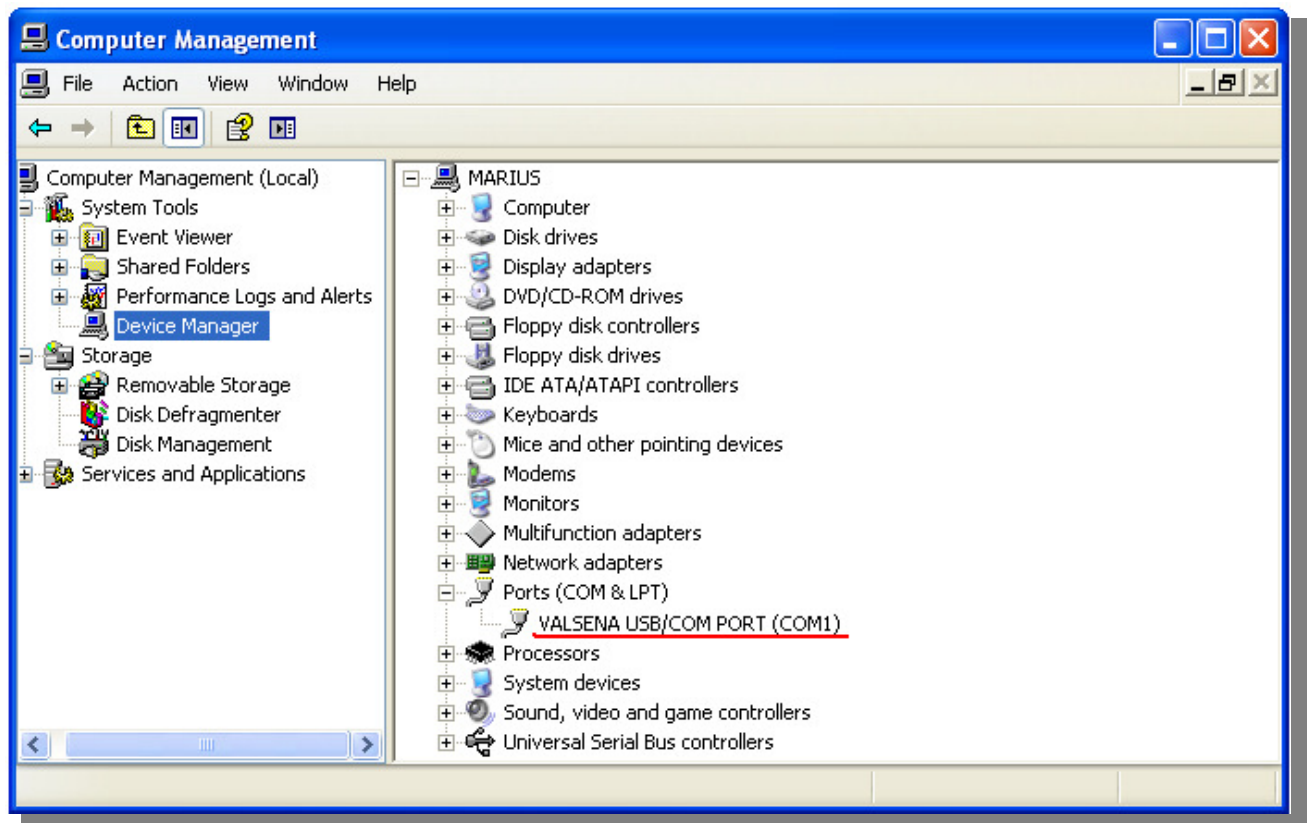 Computer Management
File Action View Window Help
Computer Management (Local)
System Tools
Event Viewer
Shared Folders
Performance Logs and Alerts
Device Manager
Storage
Removable Storage
Disk Defragmenter
Disk Management
Services and Applications
MARIUS
Computer
Disk drives
Display adapters
DVD/CD-ROM drives
Floppy disk controllers
Floppy disk drives
IDE ATA/ATAPI controllers
Keyboards
Mice and other pointing devices
Modems
Monitors
Multifunction adapters
Network adapters
Ports (COM & LPT)
VALSENA USB/COM PORT (COM1)
Processors
System devices
Sound, video and game controllers
Universal Serial Bus controllers